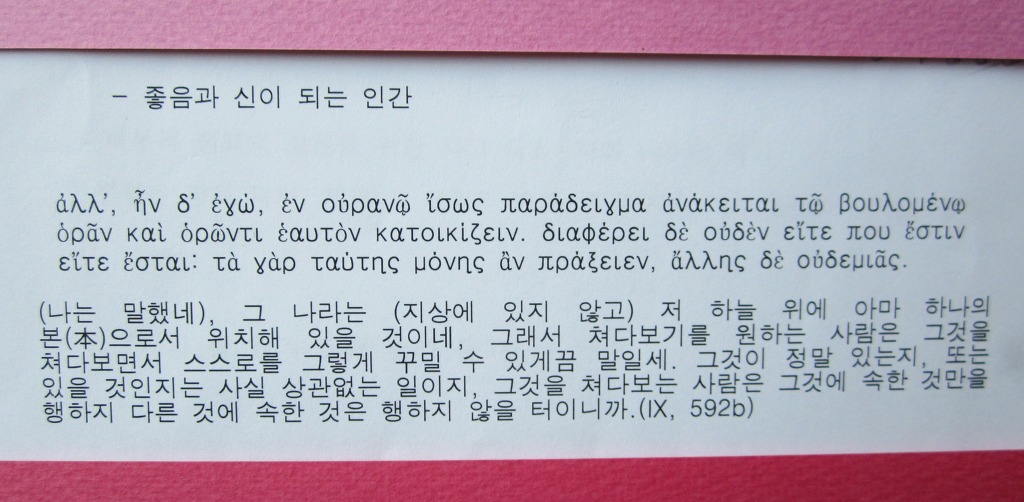 – 좋음과 신이 되는 인간
ἀλλ', ἦν δ' ἐγώ, ἐν οὐρανῷ ἴσως παράδειγμα ἀνάκειται τῷ βουλομένῳ
ὁρᾶν καὶ ὁρῶντι ἑαυτὸν κατοικίζειν. διαφέρει δὲ οὐδὲν εἴτε που ἔστιν
εἴτε ἔσται· τὰ γὰρ ταύτης μόνης ἂν πράξειεν, ἄλλης δὲ οὐδεμιᾶς.
(나는 말했네), 그 나라는 (지상에 있지 않고) 저 하늘 위에 아마 하나의
본(本)으로서 위치해 있을 것이네, 그래서 쳐다보기를 원하는 사람은 그것을
쳐다보면서 스스로를 그렇게 꾸밀 수 있게끔 말일세. 그것이 정말 있는지, 또는
있을 것인지는 사실 상관없는 일이지, 그것을 쳐다보는 사람은 그것에 속한 것만을
행하지 다른 것에 속한 것은 행하지 않을 터이니까.(IX, 592b)